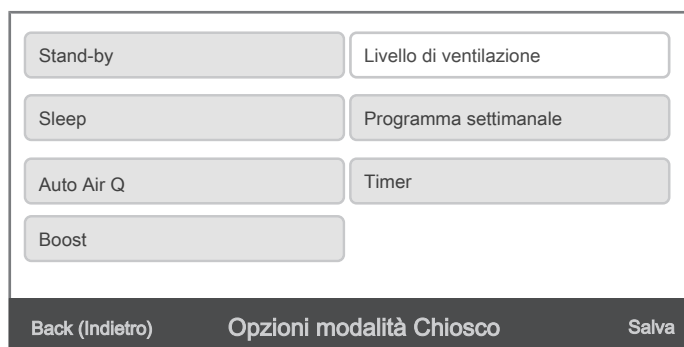 Stand-by
Livello di ventilazione
Sleep
Programma settimanale
Auto Air Q
Timer
Boost
Back (Indietro)
Opzioni modalità Chiosco
Salva